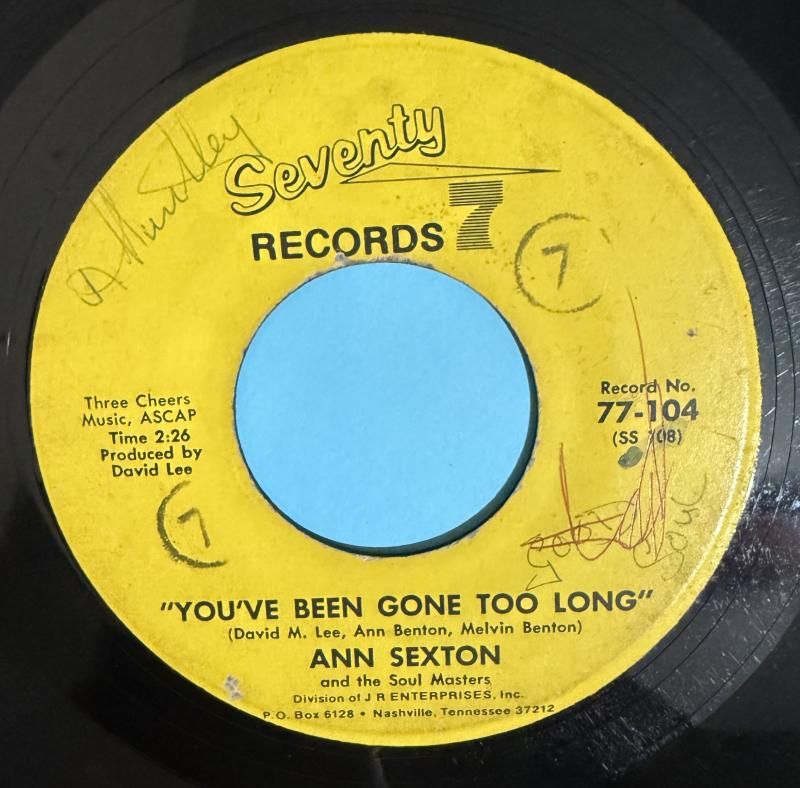 Seventy
7
RECORDS
7
Three Cheers
Music, ASCAP
Time 2:26
Produced by
David Lee
Record No.
77-104
(SS 108)
7
Good
Soul
"YOU'VE BEEN GONE TOO LONG"
(David M. Lee, Ann Benton, Melvin Benton)
ANN SEXTON
and the Soul Masters
Division of J R ENTERPRISES, Inc.
P.O. Box 6128 • Nashville, Tennessee 37212